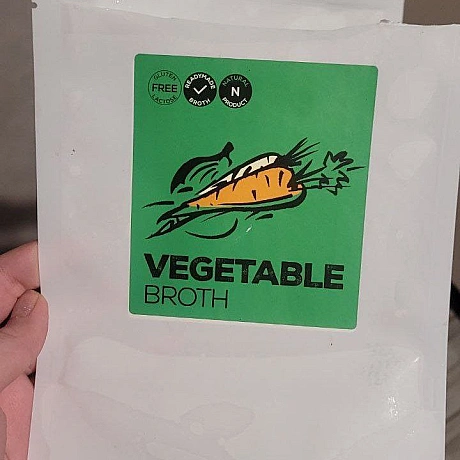 GLUTEN
FREE
LACTOSE
READYMADE
BROTH
NATURAL
N
PRODUCT
VEGETABLE
BROTH